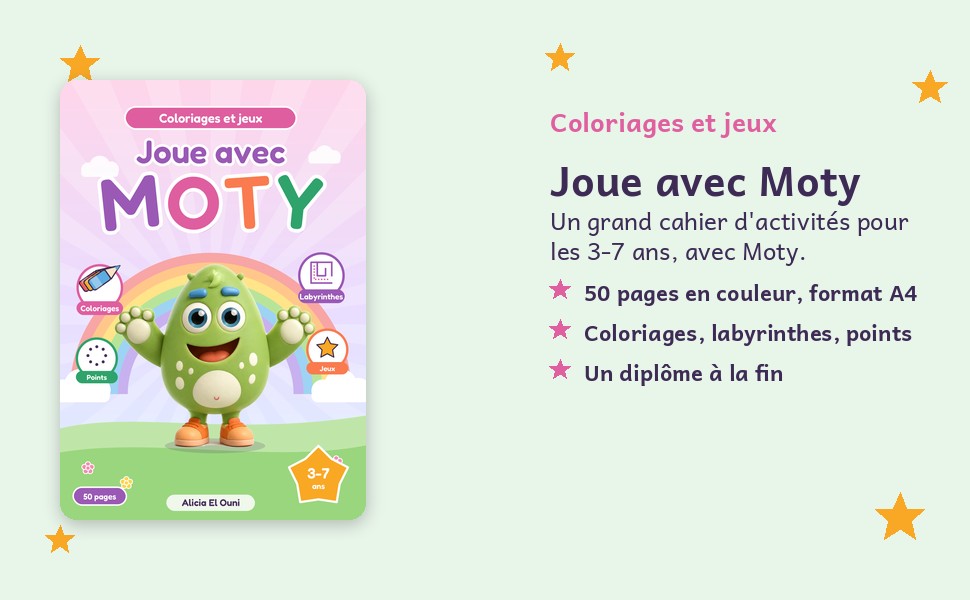 Coloriages et jeux
Joue avec
MOTY
Coloriages
Labyrinthes
Points
Jeux
3-7
ans
50 pages
Alicia El Ouni
Coloriages et jeux
Joue avec Moty
Un grand cahier d'activités pour
les 3-7 ans, avec Moty.
50 pages en couleur, format A4
Coloriages, labyrinthes, points
Un diplôme à la fin